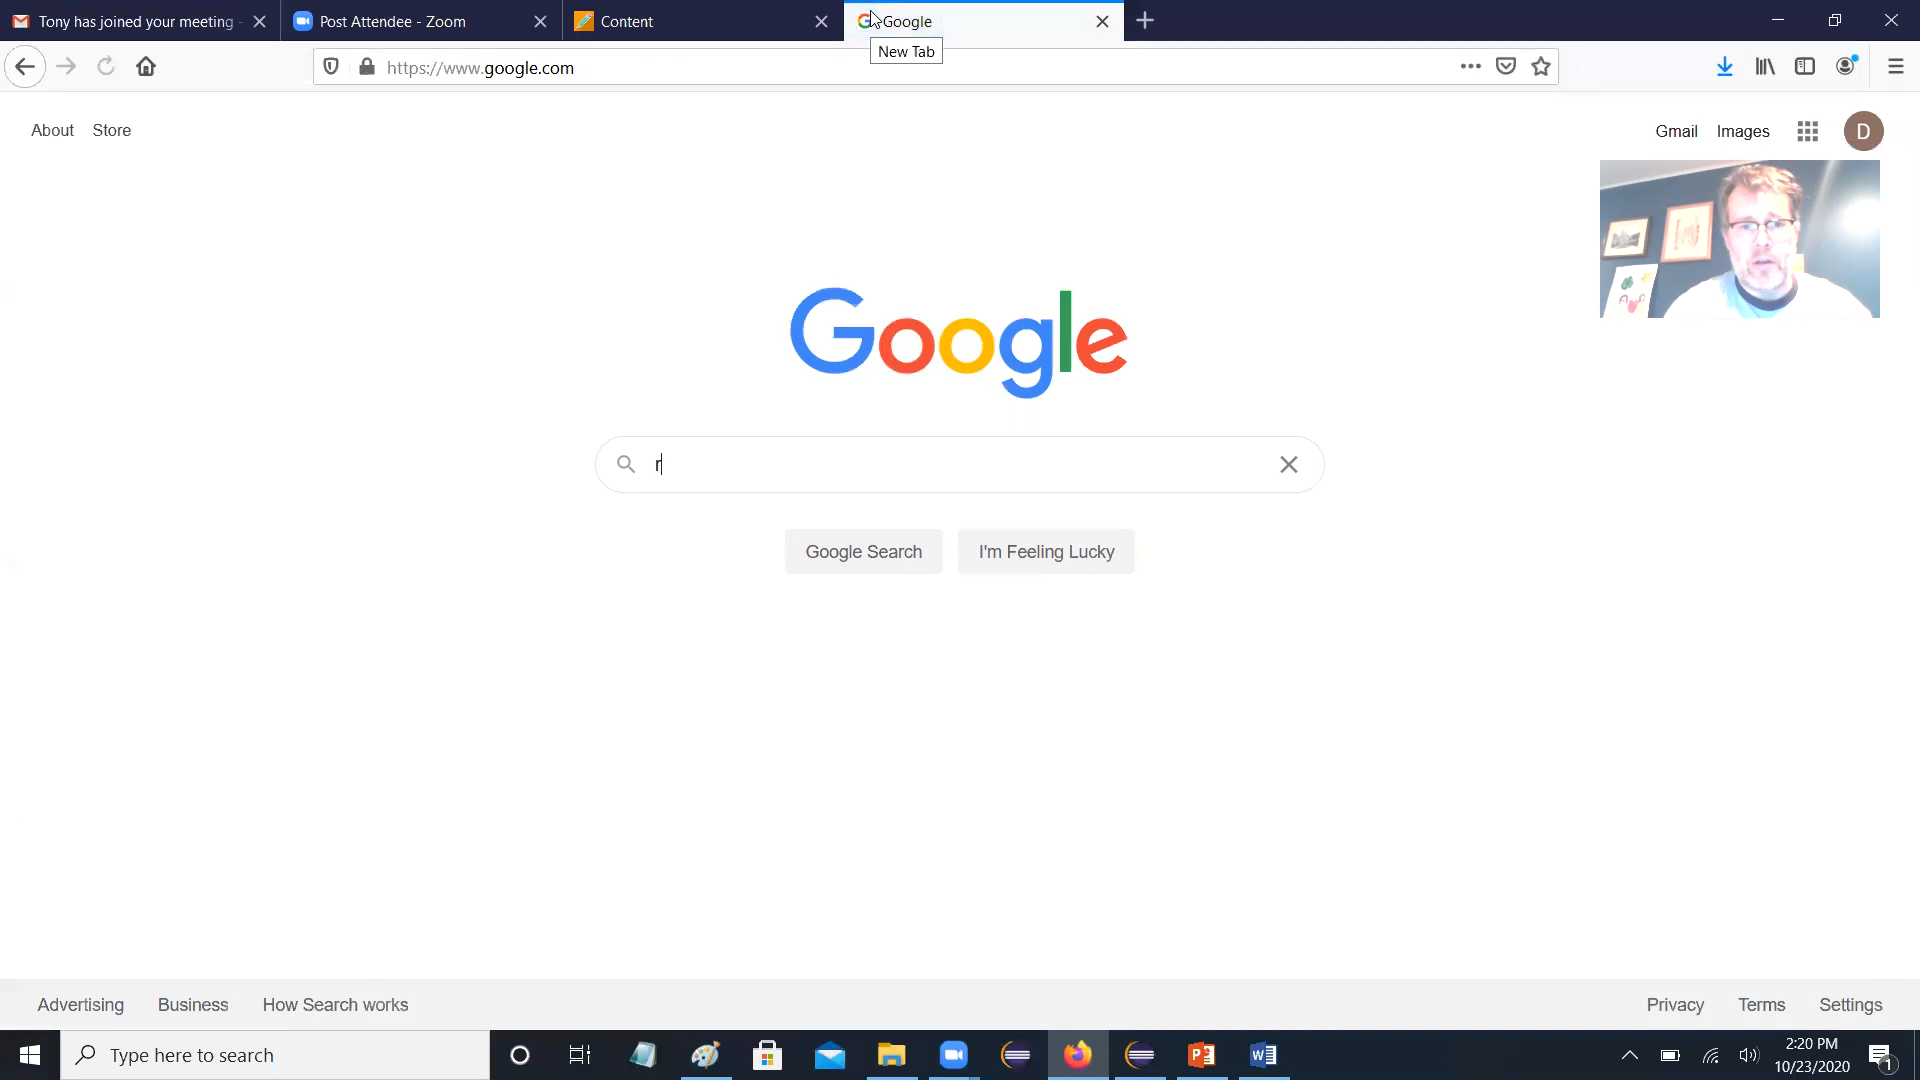 Tony has joined your meeting -
Post Attendee - Zoom
Content
Google
New Tab
https://www.google.com
About
Store
Gmail
Images
D
Google
r
Google Search
I'm Feeling Lucky
Advertising
Business
How Search works
Privacy
Terms
Settings
Type here to search
2:20 PM
10/23/2020
1